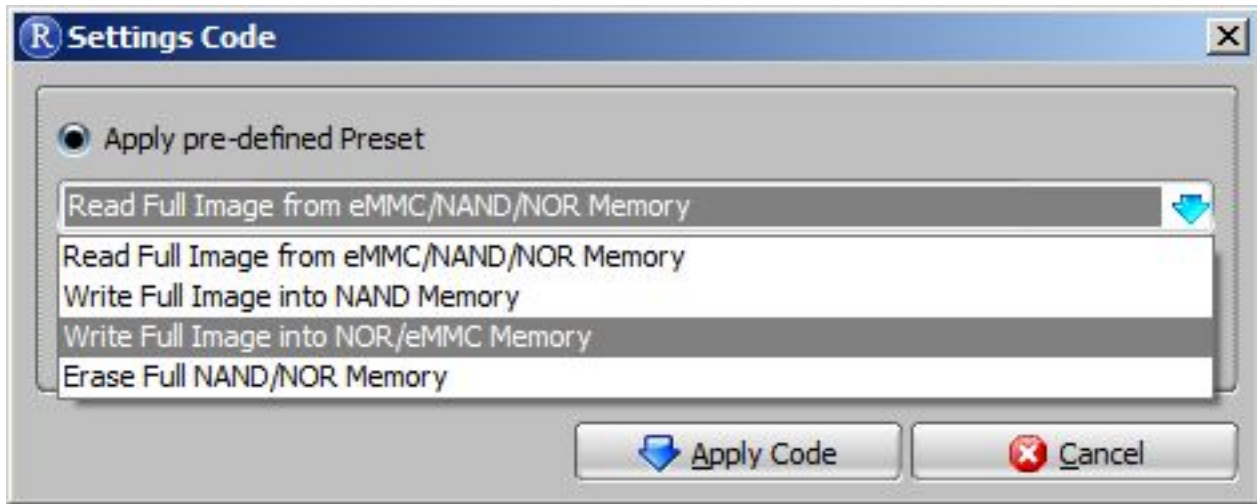 R Settings Code
Apply pre-defined Preset
Read Full Image from eMMC/NAND/NOR Memory
Read Full Image from eMMC/NAND/NOR Memory
Write Full Image into NAND Memory
Write Full Image into NOR/eMMC Memory
Erase Full NAND/NOR Memory
Apply Code Cancel